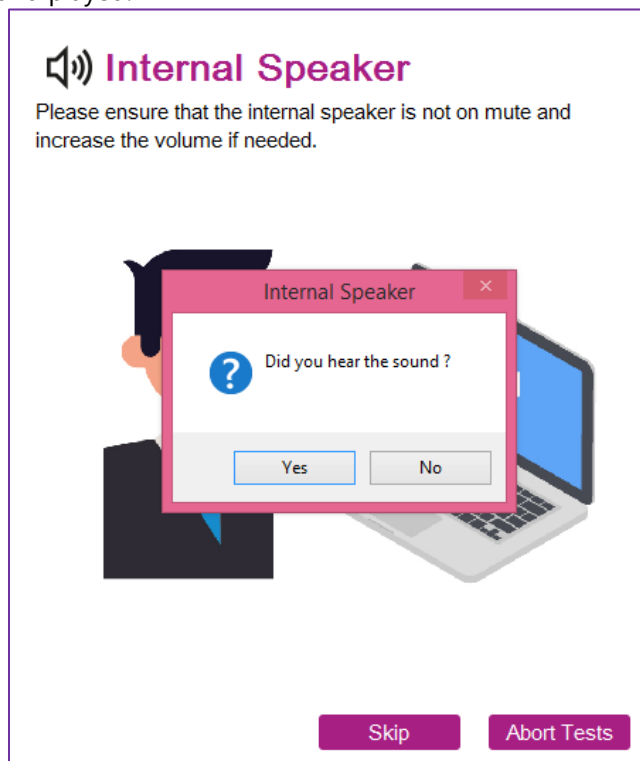 Internal Speaker
Please ensure that the internal speaker is not on mute and
increase the volume if needed.
Internal Speaker
Did you hear the sound ?
Yes No
Skip Abort Tests